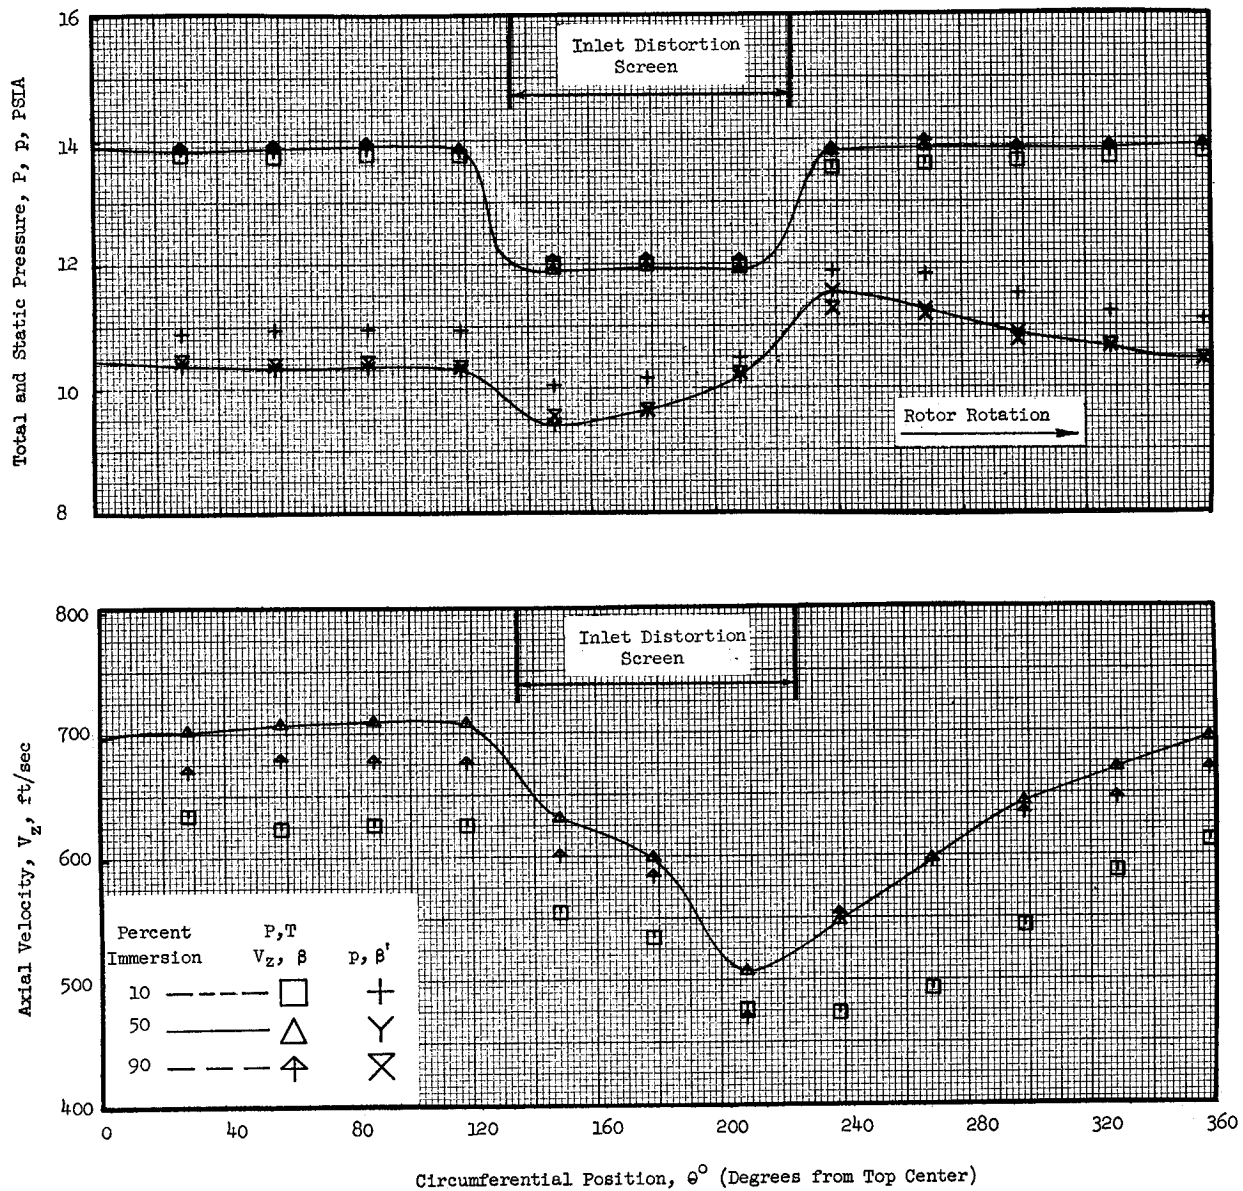 16
14
12
10
8
Total and Static Pressure, P, p, PSIA
Inlet Distortion
Screen
Rotor Rotation
800
700
600
500
400
Axial Velocity, Vz, ft/sec
Inlet Distortion
Screen
Percent
Immersion
P,T
Vz, β
p, β'
10
50
90
0 40 80 120 160 200 240 280 320 360
Circumferential Position, θ° (Degrees from Top Center)